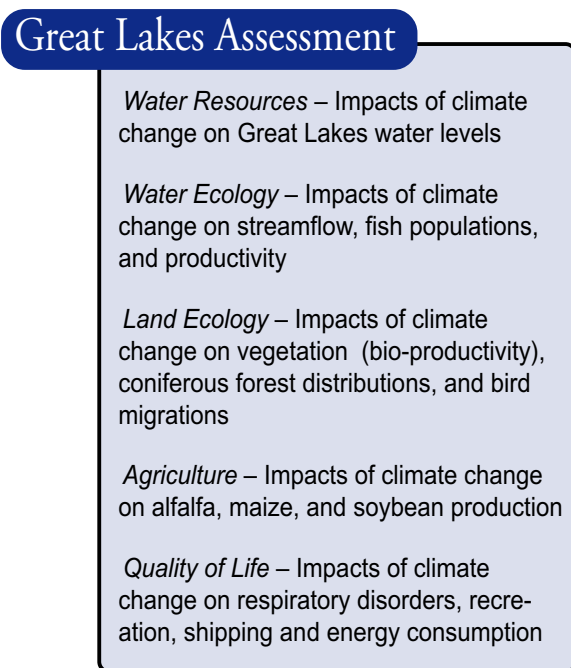 Great Lakes Assessment
Water Resources – Impacts of climate
change on Great Lakes water levels
Water Ecology – Impacts of climate
change on streamflow, fish populations,
and productivity
Land Ecology – Impacts of climate
change on vegetation (bio-productivity),
coniferous forest distributions, and bird
migrations
Agriculture – Impacts of climate change
on alfalfa, maize, and soybean production
Quality of Life – Impacts of climate
change on respiratory disorders, recre-
ation, shipping and energy consumption